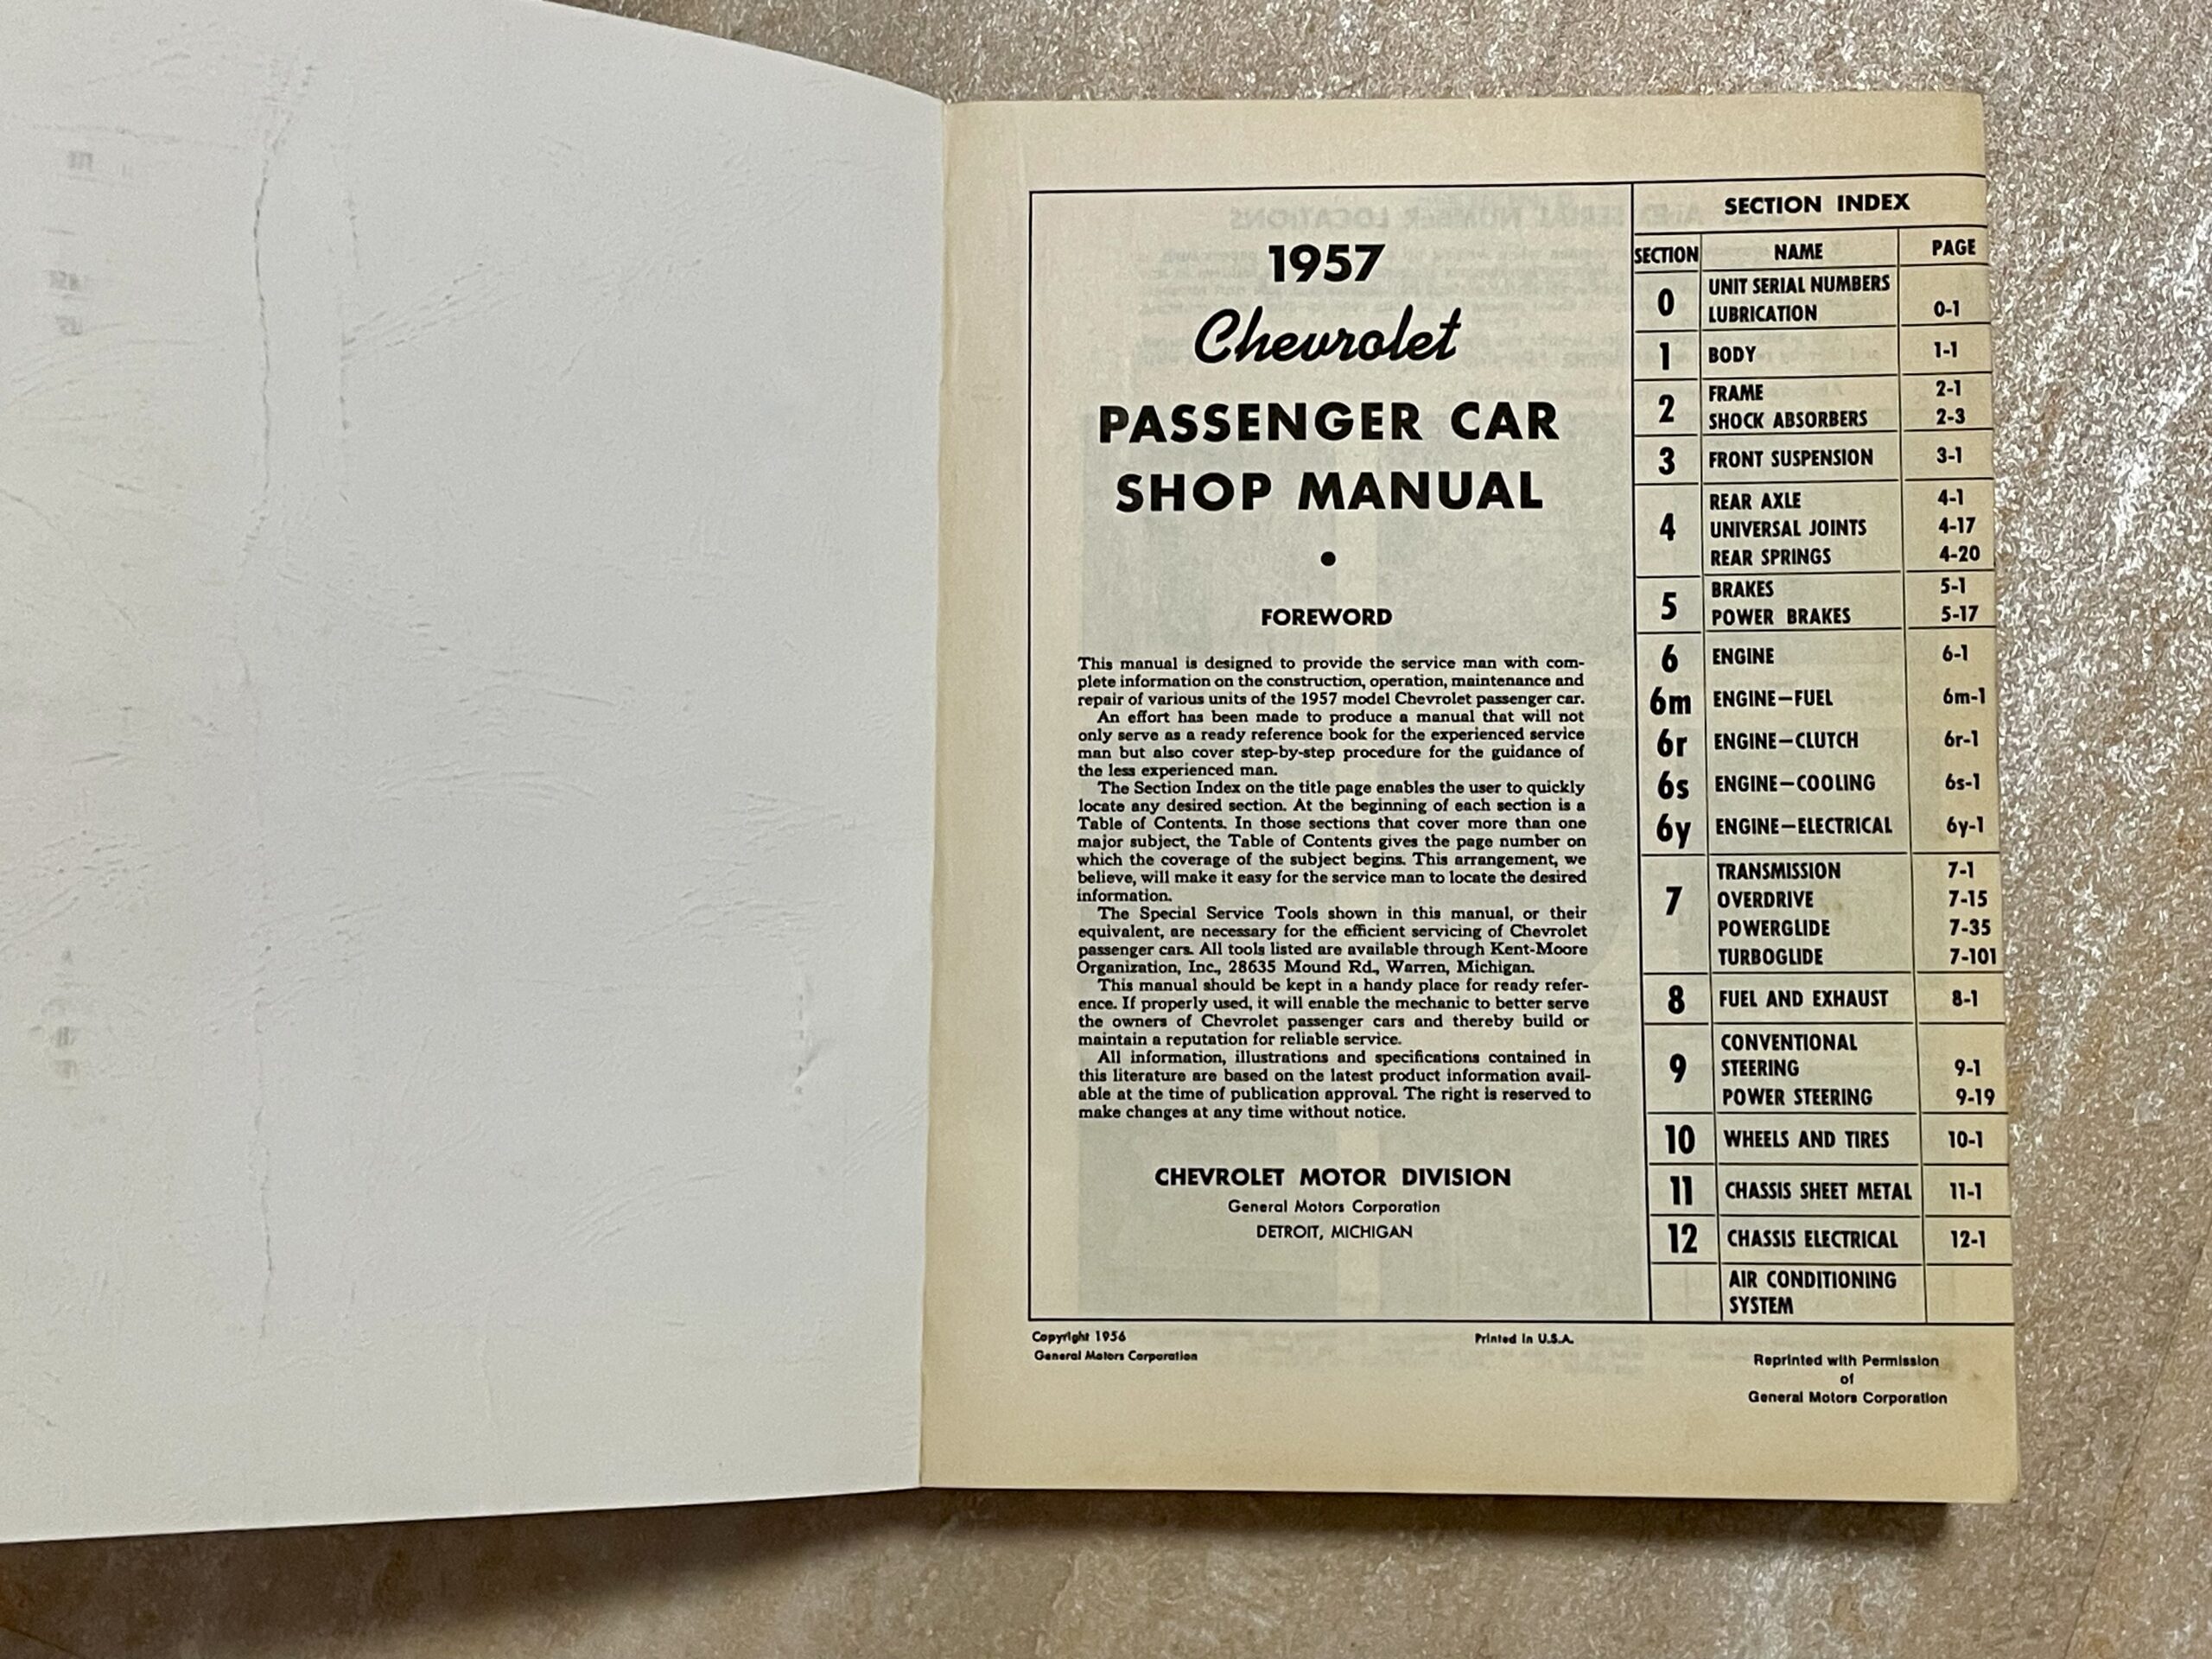 1957
Chevrolet
PASSENGER CAR
SHOP MANUAL
•
FOREWORD
This manual is designed to provide the service man with com-
plete information on the construction, operation, maintenance and
repair of various units of the 1957 model Chevrolet passenger car.
An effort has been made to produce a manual that will not
only serve as a ready reference book for the experienced service
man but also cover step-by-step procedure for the guidance of
the less experienced man.
The Section Index on the title page enables the user to quickly
locate any desired section. At the beginning of each section is a
Table of Contents. In those sections that cover more than one
major subject, the Table of Contents gives the page number on
which the coverage of the subject begins. This arrangement, we
believe, will make it easy for the service man to locate the desired
information.
The Special Service Tools shown in this manual, or their
equivalent, are necessary for the efficient servicing of Chevrolet
passenger cars. All tools listed are available through Kent-Moore
Organization, Inc., 28635 Mound Rd., Warren, Michigan.
This manual should be kept in a handy place for ready refer-
ence. If properly used, it will enable the mechanic to better serve
the owners of Chevrolet passenger cars and thereby build or
maintain a reputation for reliable service.
All information, illustrations and specifications contained in
this literature are based on the latest product information avail-
able at the time of publication approval. The right is reserved to
make changes at any time without notice.
CHEVROLET MOTOR DIVISION
General Motors Corporation
DETROIT, MICHIGAN
SECTION INDEX
SECTION NAME PAGE
0 UNIT SERIAL NUMBERS
LUBRICATION 0-1
1 BODY 1-1
2 FRAME 2-1
SHOCK ABSORBERS 2-3
3 FRONT SUSPENSION 3-1
4 REAR AXLE 4-1
UNIVERSAL JOINTS 4-17
REAR SPRINGS 4-20
5 BRAKES 5-1
POWER BRAKES 5-17
6 ENGINE 6-1
6m ENGINE—FUEL 6m-1
6r ENGINE—CLUTCH 6r-1
6s ENGINE—COOLING 6s-1
6y ENGINE—ELECTRICAL 6y-1
7 TRANSMISSION 7-1
OVERDRIVE 7-15
POWERGLIDE 7-35
TURBOGLIDE 7-101
8 FUEL AND EXHAUST 8-1
9 CONVENTIONAL
STEERING 9-1
POWER STEERING 9-19
10 WHEELS AND TIRES 10-1
11 CHASSIS SHEET METAL 11-1
12 CHASSIS ELECTRICAL 12-1
AIR CONDITIONING
SYSTEM
Copyright 1956
General Motors Corporation
Printed in U.S.A.
Reprinted with Permission
of
General Motors Corporation